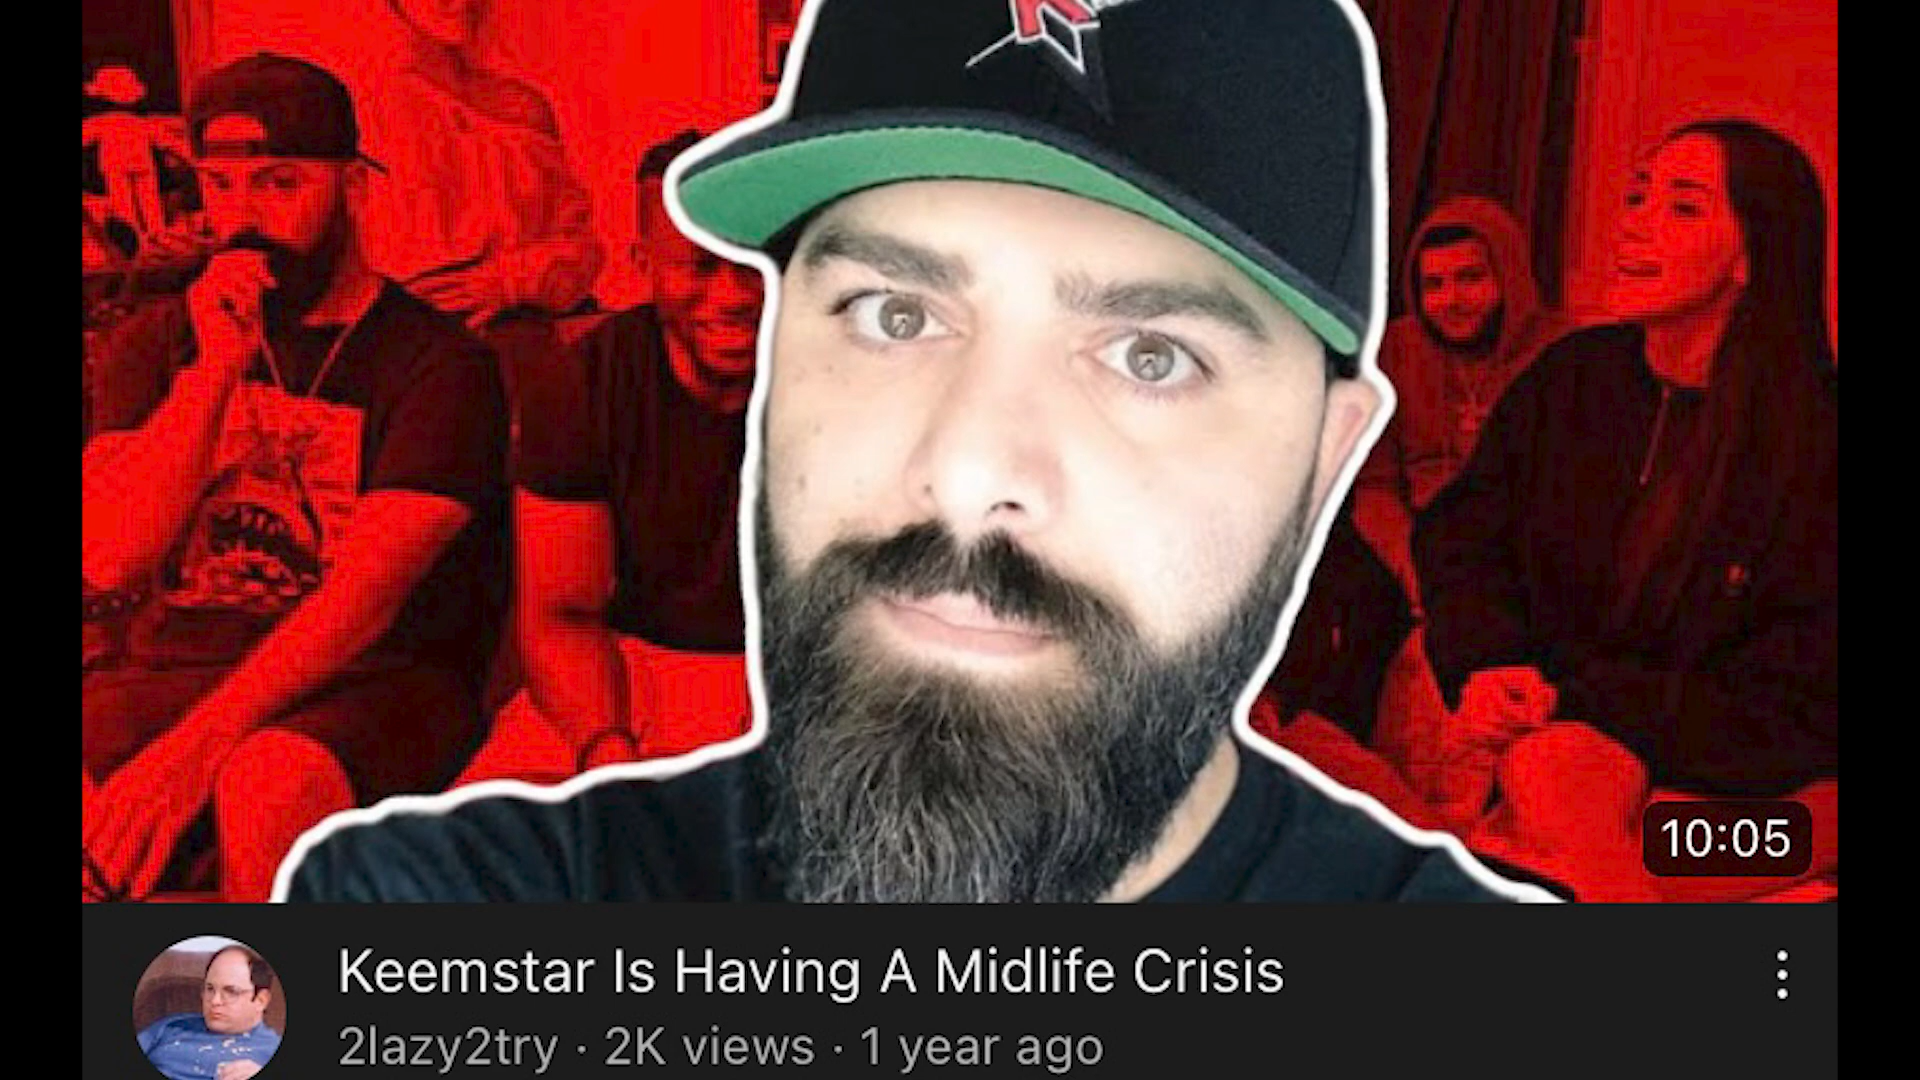 10:05
Keemstar Is Having A Midlife Crisis
2lazy2try · 2K views · 1 year ago